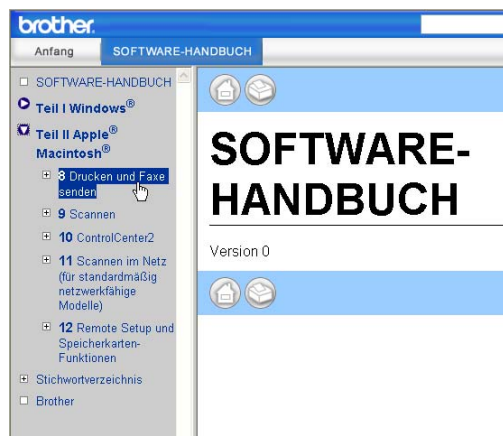 brother.
Anfang
SOFTWARE-HANDBUCH
SOFTWARE-HANDBUCH
Teil I Windows®
Teil II Apple®
Macintosh®
8 Drucken und Faxe
senden
9 Scannen
10 ControlCenter2
11 Scannen im Netz
(für standardmäßig
netzwerkfähige
Modelle)
12 Remote Setup und
Speicherkarten-
Funktionen
Stichwortverzeichnis
Brother
SOFTWARE-
HANDBUCH
Version 0